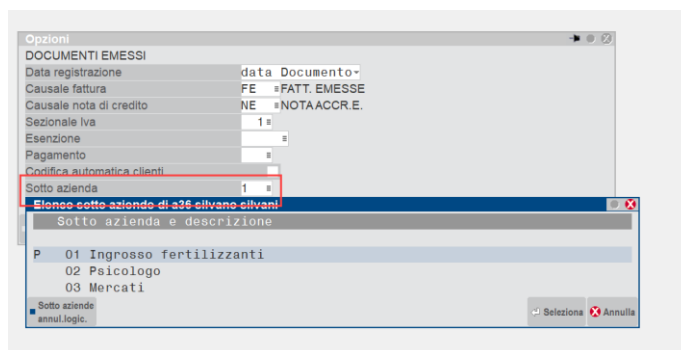 Opzioni
DOCUMENTI EMESSI
Data registrazione data Documento
Causale fattura FE FATT. EMESSE
Causale nota di credito NE NOTA ACCR.E.
Sezionale Iva 1
Esenzione
Pagamento
Codifica automatica clienti
Sotto azienda 1
Elenco sotto aziende di a36 silvano silvani
Sotto azienda e descrizione
P 01 Ingrosso fertilizzanti
02 Psicologo
03 Mercati
Sotto aziende
annul.logic.
Seleziona Annulla